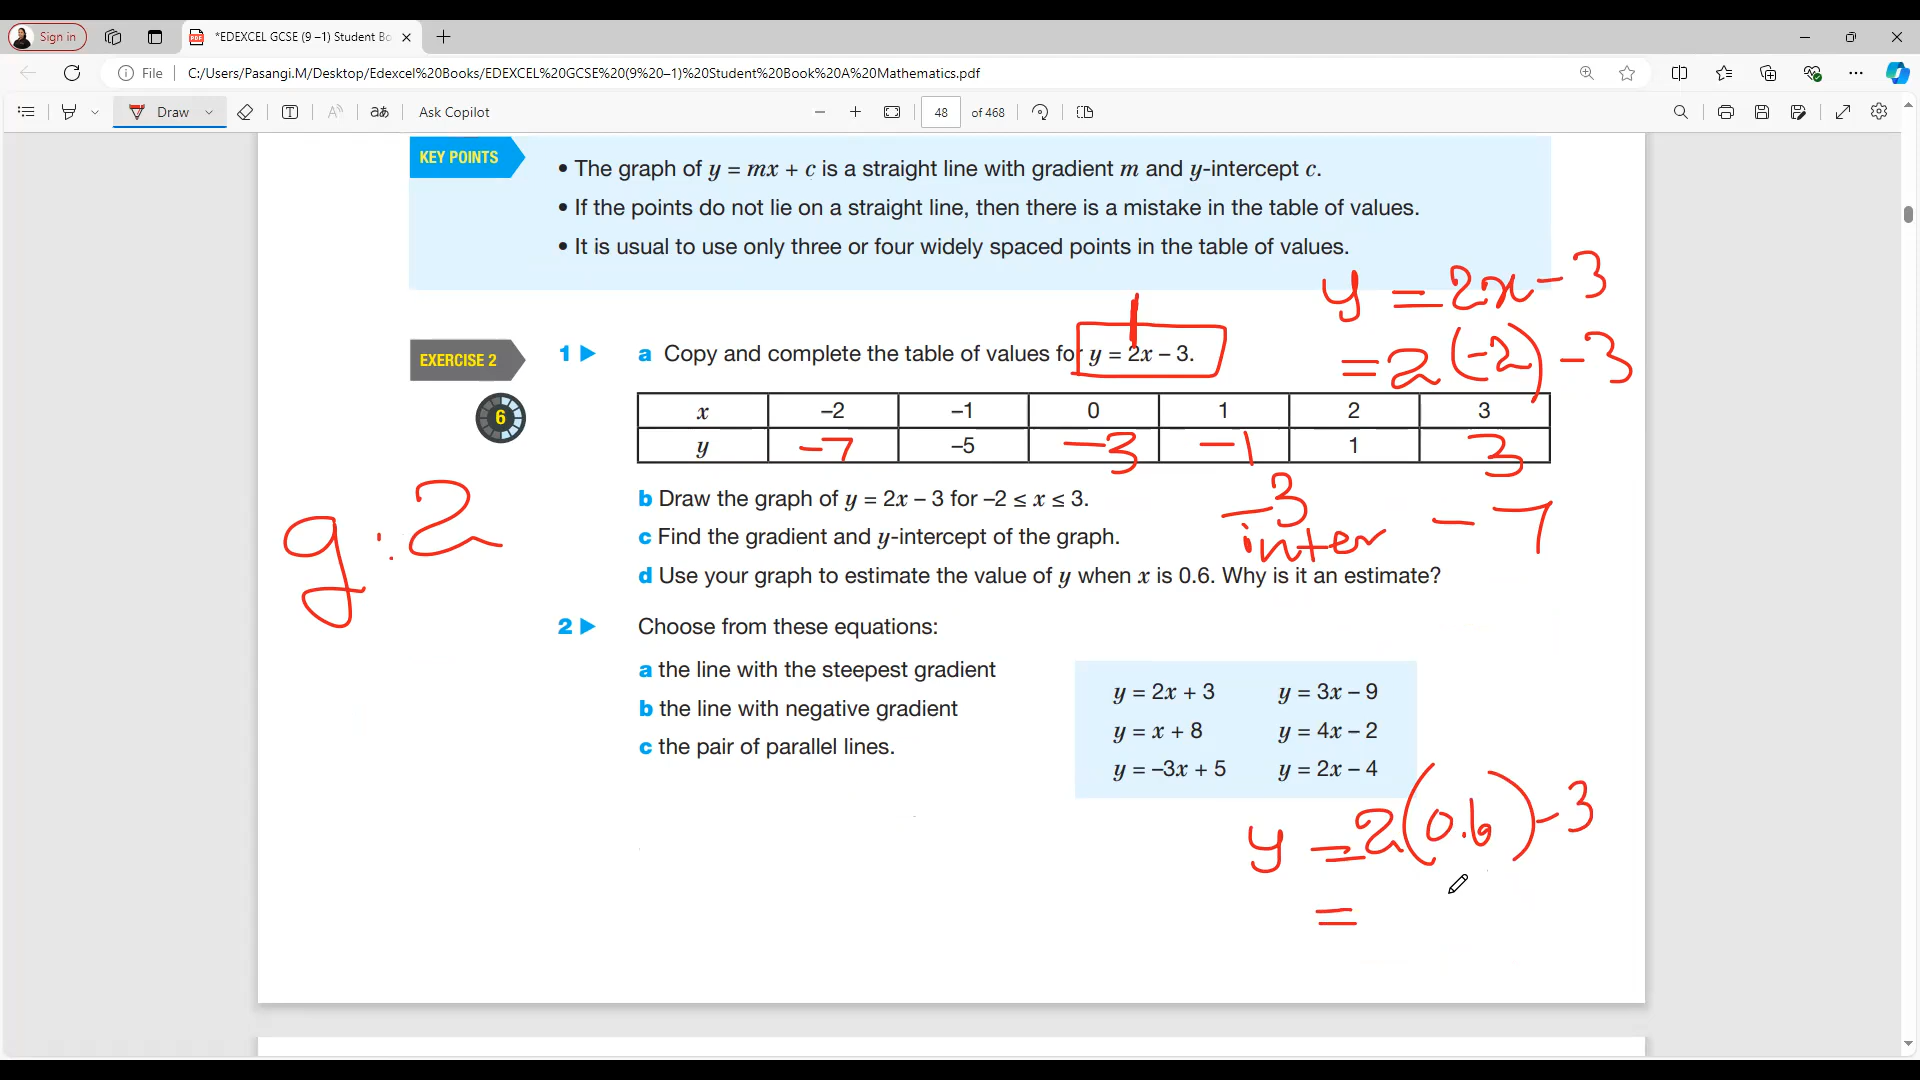 Sign in
*EDEXCEL GCSE (9 –1) Student Bo
File C:/Users/Pasangi.M/Desktop/Edexcel%20Books/EDEXCEL%20GCSE%20(9%20–1)%20Student%20Book%20A%20Mathematics.pdf
Draw
Ask Copilot
48 of 468
KEY POINTS
• The graph of y = mx + c is a straight line with gradient m and y-intercept c.
• If the points do not lie on a straight line, then there is a mistake in the table of values.
• It is usual to use only three or four widely spaced points in the table of values.
y = 2x - 3
= 2 (-2) - 3
EXERCISE 2
6
1 ▶ a Copy and complete the table of values for y = 2x – 3.
x –2 –1 0 1 2 3
y -7 –5 -3 -1 1 3
b Draw the graph of y = 2x – 3 for –2 ≤ x ≤ 3.
-3
inter
- 7
g : 2
c Find the gradient and y-intercept of the graph.
d Use your graph to estimate the value of y when x is 0.6. Why is it an estimate?
2 ▶ Choose from these equations:
a the line with the steepest gradient
b the line with negative gradient
c the pair of parallel lines.
y = 2x + 3 y = 3x – 9
y = x + 8 y = 4x – 2
y = –3x + 5 y = 2x – 4
y = 2(0.6) - 3
=